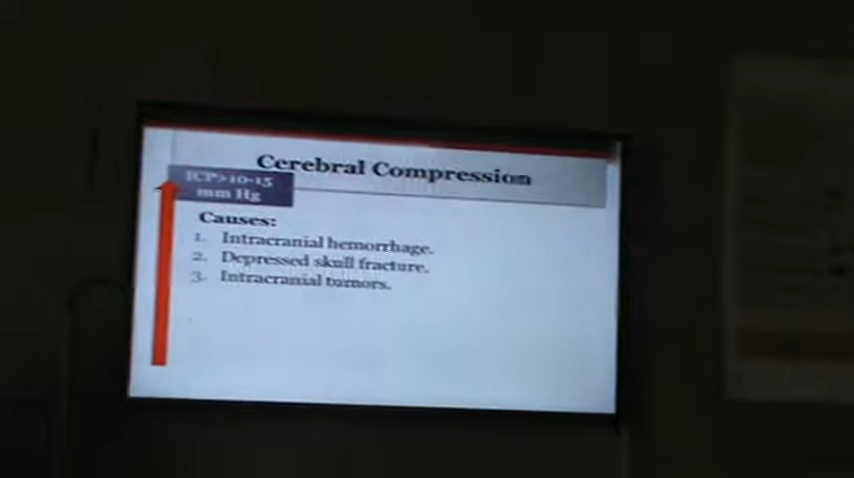 Cerebral Compression
ICP>10-15
mm Hg
Causes:
1. Intracranial hemorrhage.
2. Depressed skull fracture.
3. Intracranial tumors.